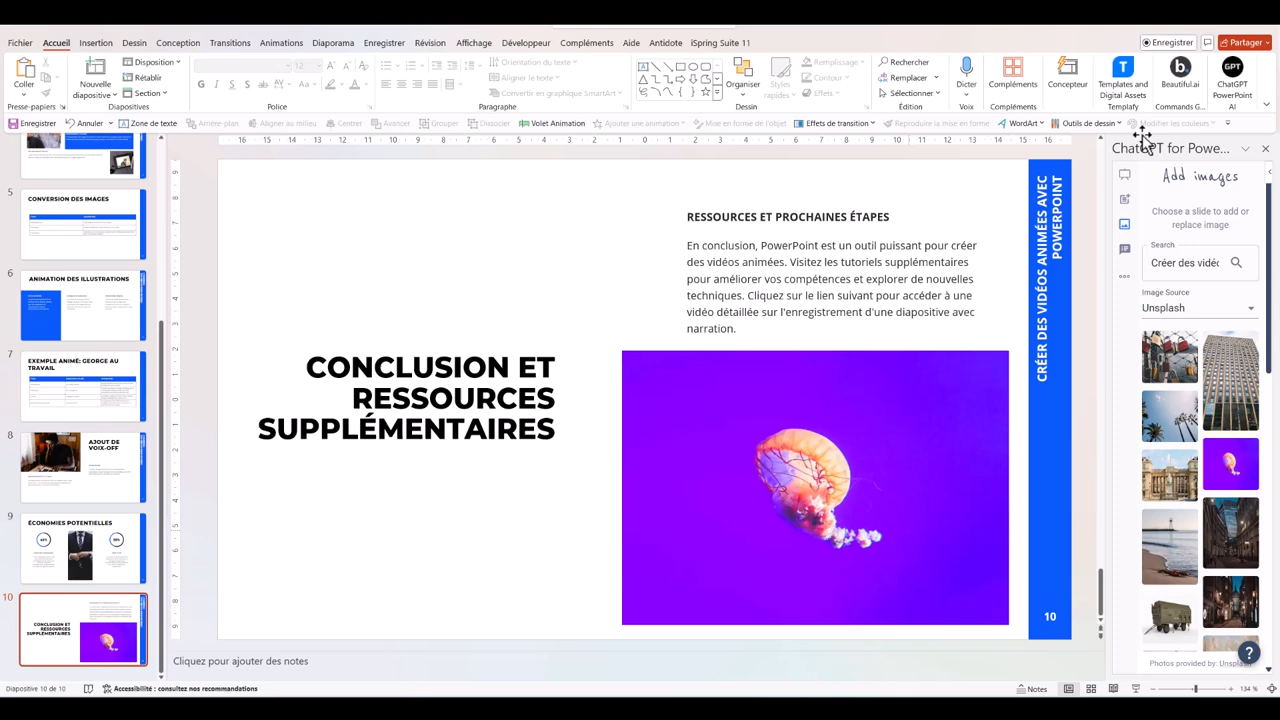 Fichier Accueil Insertion Dessin Conception Transitions Animations Diaporama Enregistrer Révision Affichage Développeur Compléments Aide Antidote iSpring Suite 11
Enregistrer Partager
Coller
Nouvelle diapositive
Disposition
Rétablir
Section
12
Orientation du texte
Aligner le texte
Convertir en graphique SmartArt
Organiser
Styles rapides
Remplissage
Contour
Effets
Rechercher
Remplacer
Sélectionner
Dicter
Compléments
Concepteur
Templates and Digital Assets
Beautiful.ai
GPT
ChatGPT PowerPoint
Presse-papiers Diapositives Police Paragraphe Dessin Édition Voix Compléments Templafy Commands G... AI
Enregistrer Annuler Zone de texte Arrière-plan Aligner au milieu Centrer Avancer Grouper Dissocier Volet Animation Ajouter une animation Mise en forme d'objet Effets de transition Reproduire la mise en forme WordArt Outils de dessin Modifier les couleurs
5
CONVERSION DES IMAGES
6
ANIMATION DES ILLUSTRATIONS
7
EXEMPLE ANIMÉ: GEORGE AU
TRAVAIL
8
AJOUT DE
VOIX-OFF
9
ÉCONOMIES POTENTIELLES
10
CONCLUSION ET
RESSOURCES
SUPPLÉMENTAIRES
RESSOURCES ET PROCHAINES ÉTAPES
En conclusion, PowerPoint est un outil puissant pour créer
des vidéos animées. Visitez les tutoriels supplémentaires
pour améliorer vos compétences et explorer de nouvelles
techniques. Cliquez sur le lien suivant pour accéder à une
vidéo détaillée sur l'enregistrement d'une diapositive avec
narration.
CONCLUSION ET
RESSOURCES
SUPPLÉMENTAIRES
CRÉER DES VIDÉOS ANIMÉES AVEC
POWERPOINT
10
Cliquez pour ajouter des notes
ChatGPT for Powe...
Add images
Choose a slide to add or
replace image
Search
Créer des vidéo
Image Source
Unsplash
Photos provided by: Unsplash
Diapositive 10 de 10 Accessibilité : consultez nos recommandations Notes 134 %